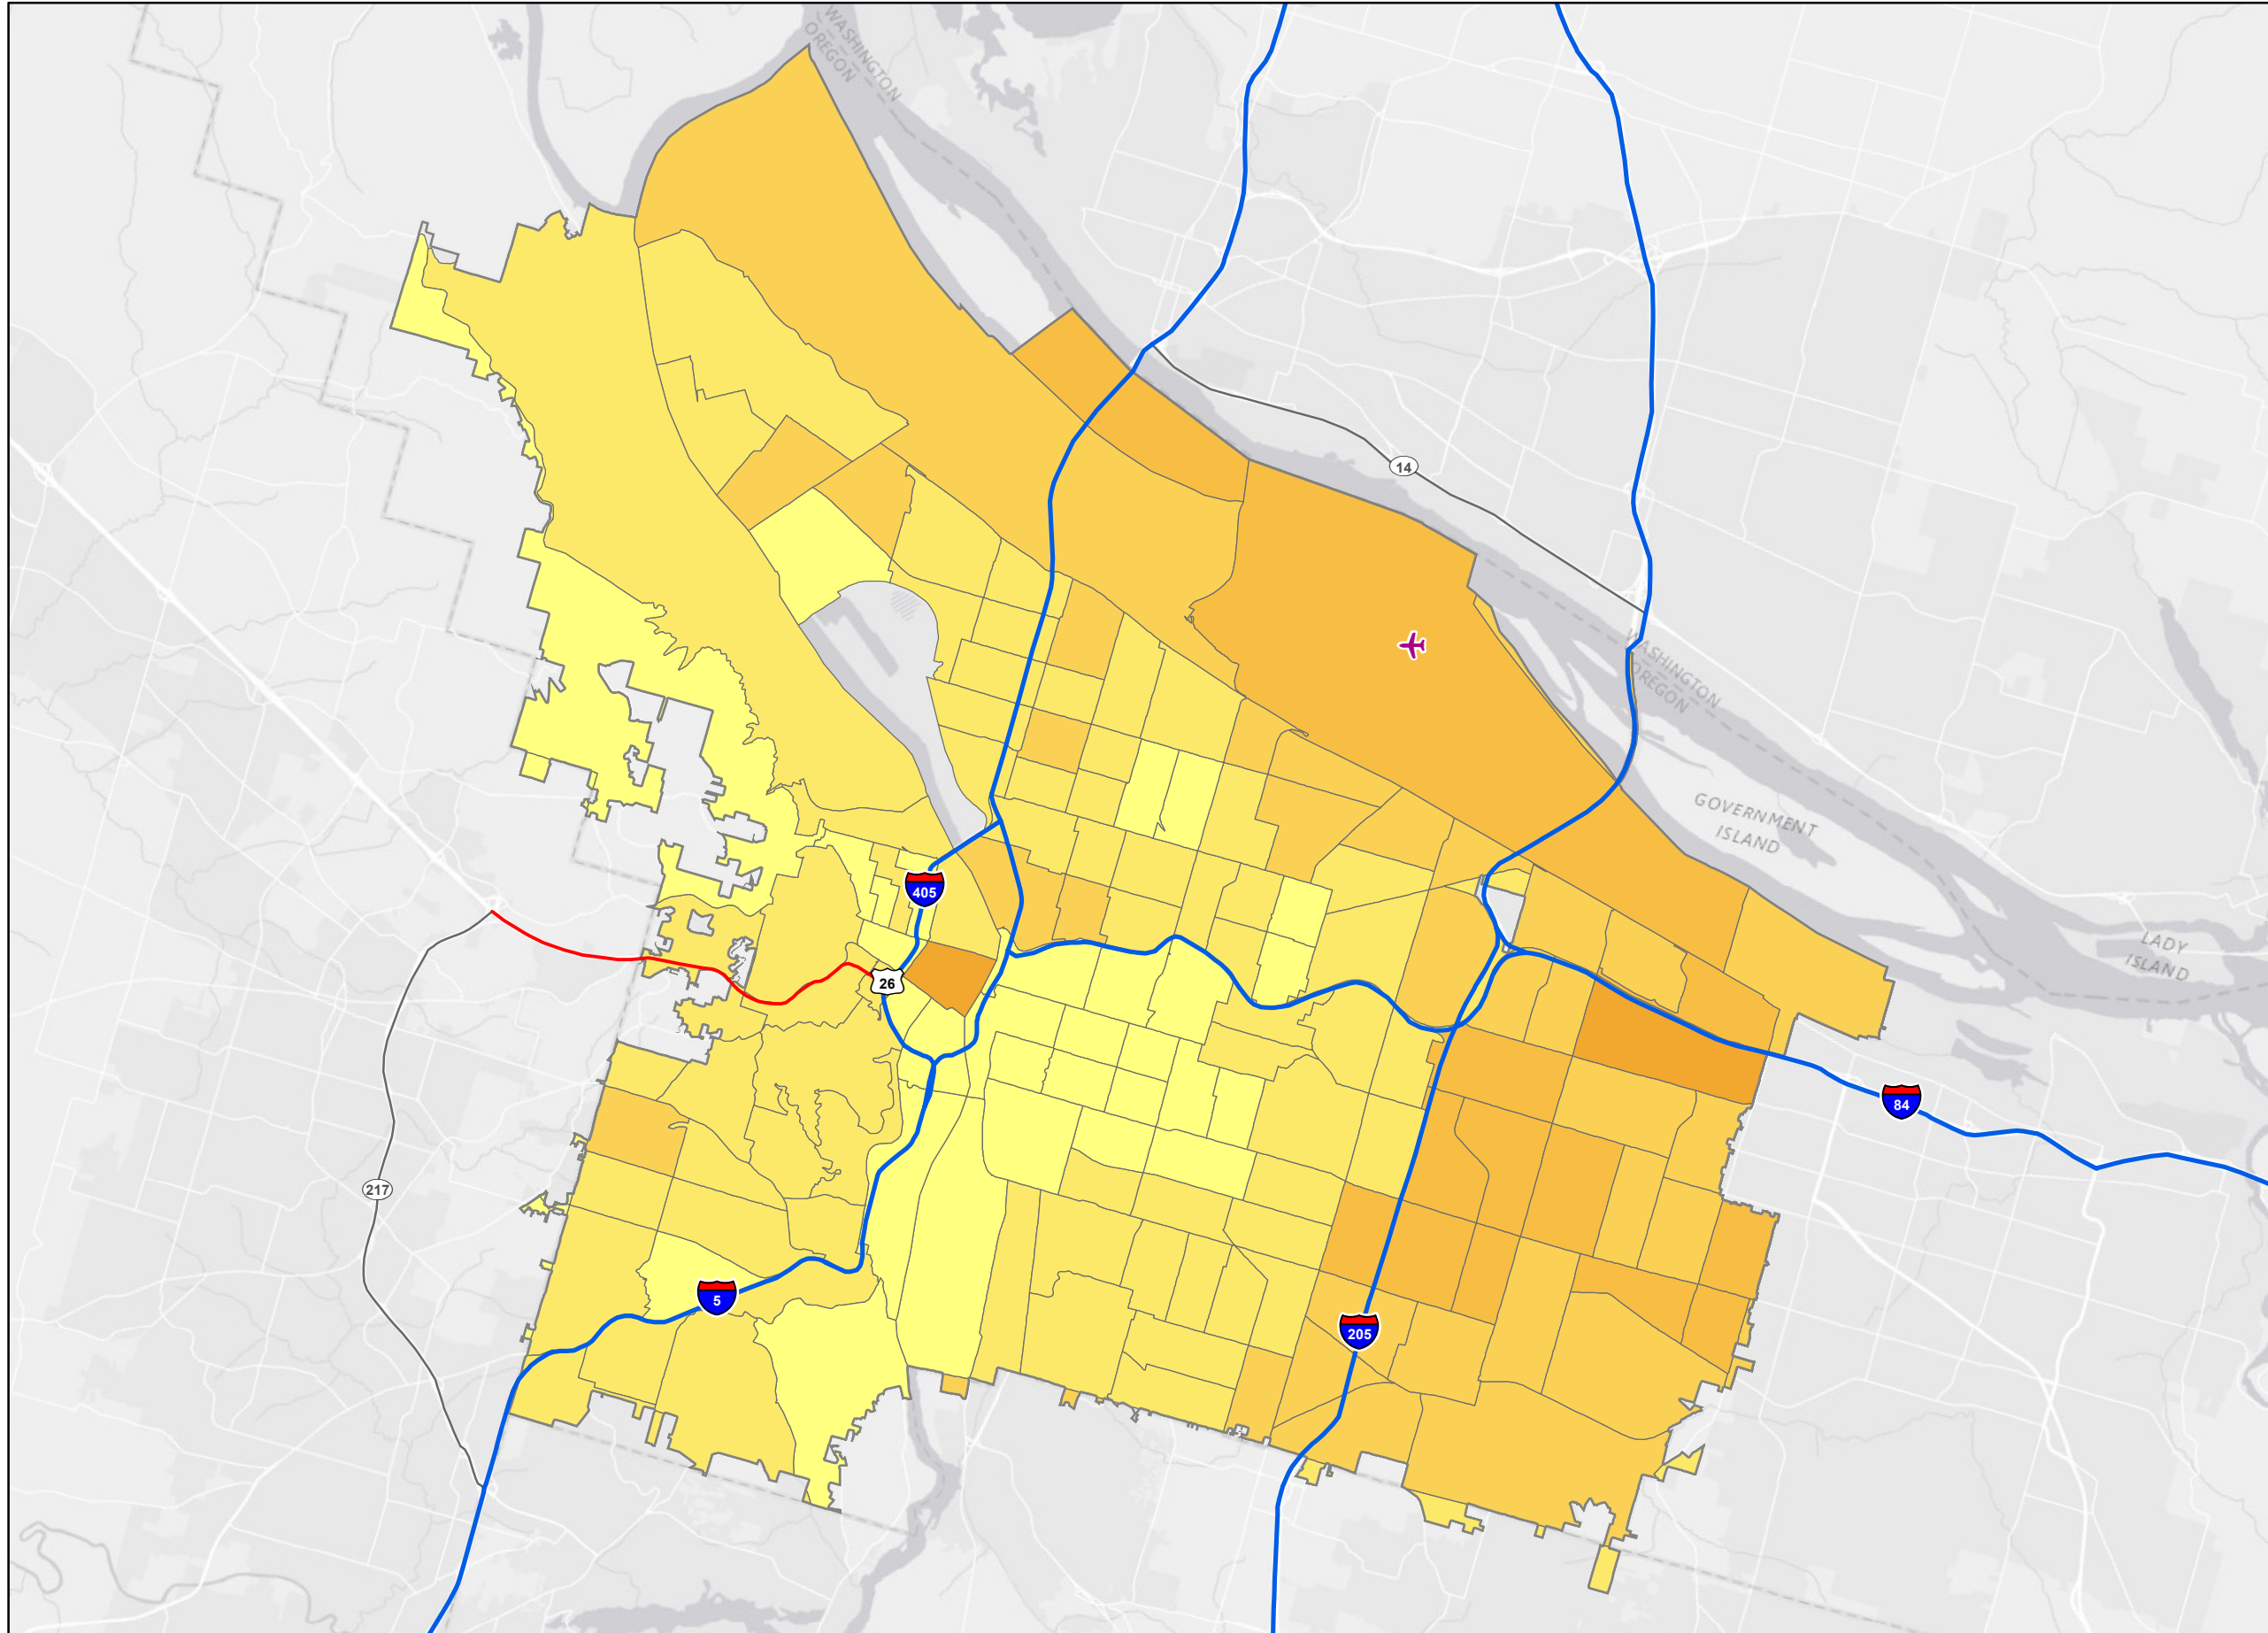 WASHINGTON
OREGON
14
WASHINGTON
OREGON
GOVERNMENT
ISLAND
405
LADY
ISLAND
26
84
217
5
205